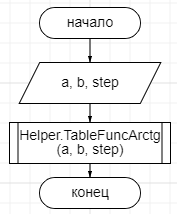 начало
a, b, step
Helper.TableFuncArctg
(a, b, step)
конец